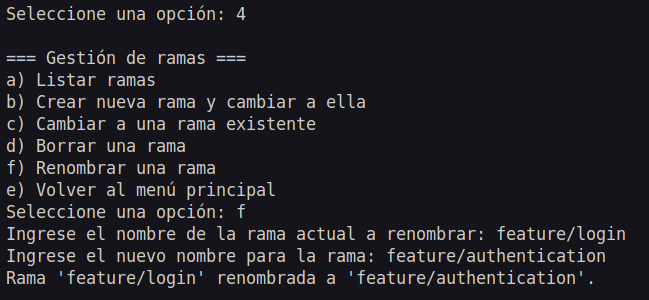 Seleccione una opción: 4
=== Gestión de ramas ===
a) Listar ramas
b) Crear nueva rama y cambiar a ella
c) Cambiar a una rama existente
d) Borrar una rama
f) Renombrar una rama
e) Volver al menú principal
Seleccione una opción: f
Ingrese el nombre de la rama actual a renombrar: feature/login
Ingrese el nuevo nombre para la rama: feature/authentication
Rama 'feature/login' renombrada a 'feature/authentication'.